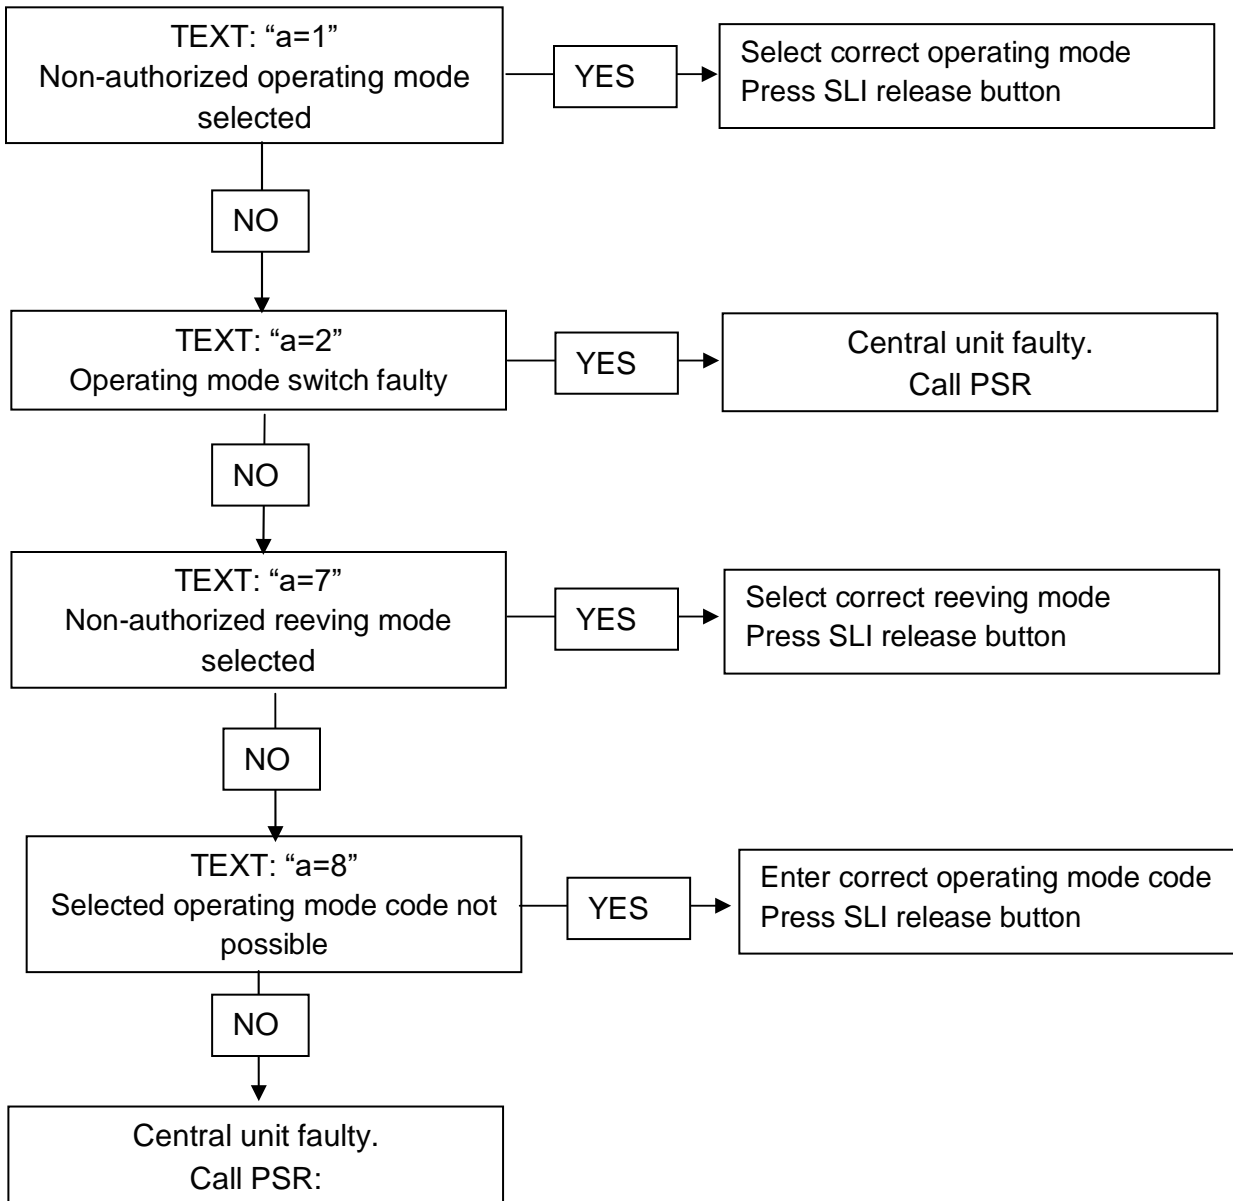 TEXT: “a=1”
Non-authorized operating mode
selected
YES
Select correct operating mode
Press SLI release button
NO
TEXT: “a=2”
Operating mode switch faulty
YES
Central unit faulty.
Call PSR
NO
TEXT: “a=7”
Non-authorized reeving mode
selected
YES
Select correct reeving mode
Press SLI release button
NO
TEXT: “a=8”
Selected operating mode code not
possible
YES
Enter correct operating mode code
Press SLI release button
NO
Central unit faulty.
Call PSR: